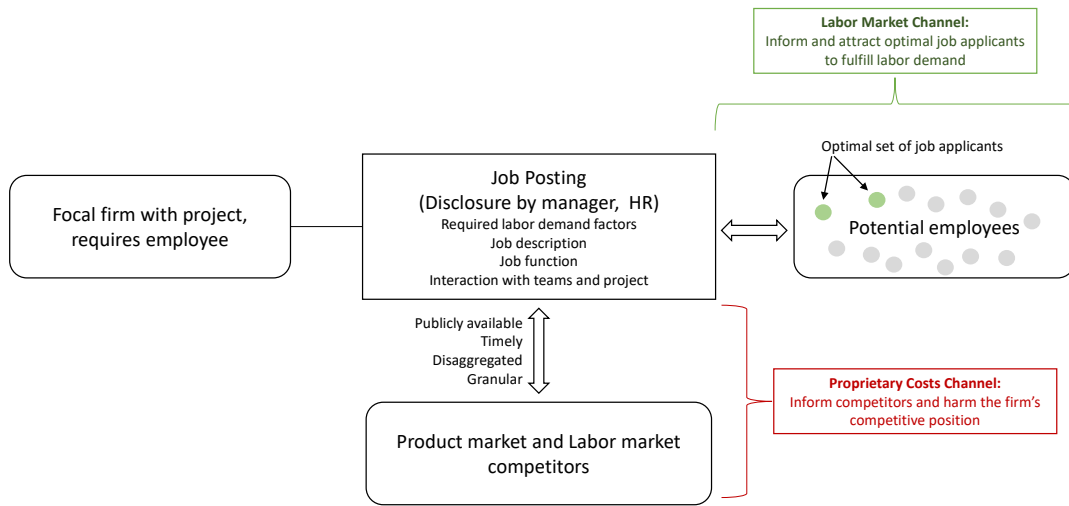 Labor Market Channel:
Inform and attract optimal job applicants
to fulfill labor demand
Optimal set of job applicants
Focal firm with project,
requires employee
Job Posting
(Disclosure by manager, HR)
Required labor demand factors
Job description
Job function
Interaction with teams and project
Potential employees
Publicly available
Timely
Disaggregated
Granular
Proprietary Costs Channel:
Inform competitors and harm the firm's
competitive position
Product market and Labor market
competitors